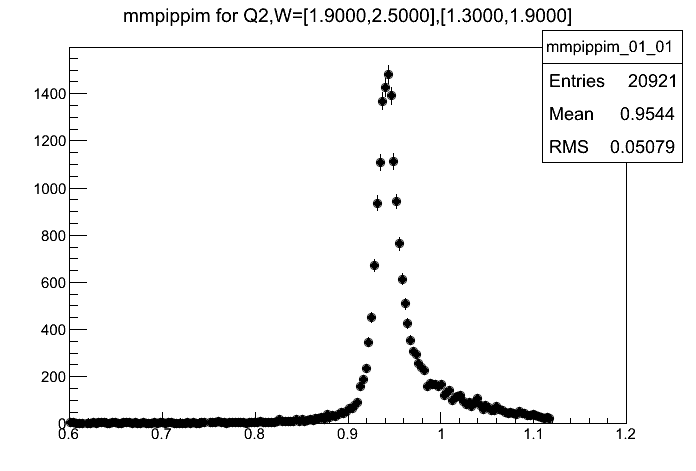 mmpippim for Q2,W=[1.9000,2.5000],[1.3000,1.9000]
mmpippim_01_01
Entries 20921
Mean 0.9544
RMS 0.05079
1400
1200
1000
800
600
400
200
0
0.6 0.7 0.8 0.9 1 1.1 1.2